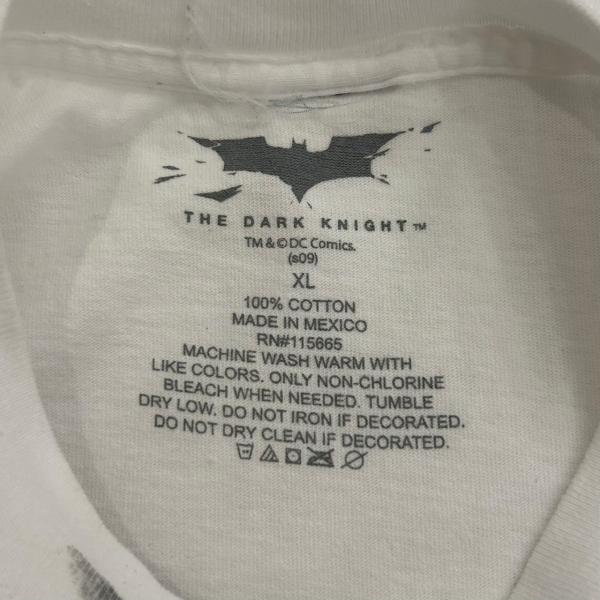 THE DARK KNIGHT™
TM & © DC Comics.
(s09)
XL
100% COTTON
MADE IN MEXICO
RN#115665
MACHINE WASH WARM WITH
LIKE COLORS. ONLY NON-CHLORINE
BLEACH WHEN NEEDED. TUMBLE
DRY LOW. DO NOT IRON IF DECORATED.
DO NOT DRY CLEAN IF DECORATED.